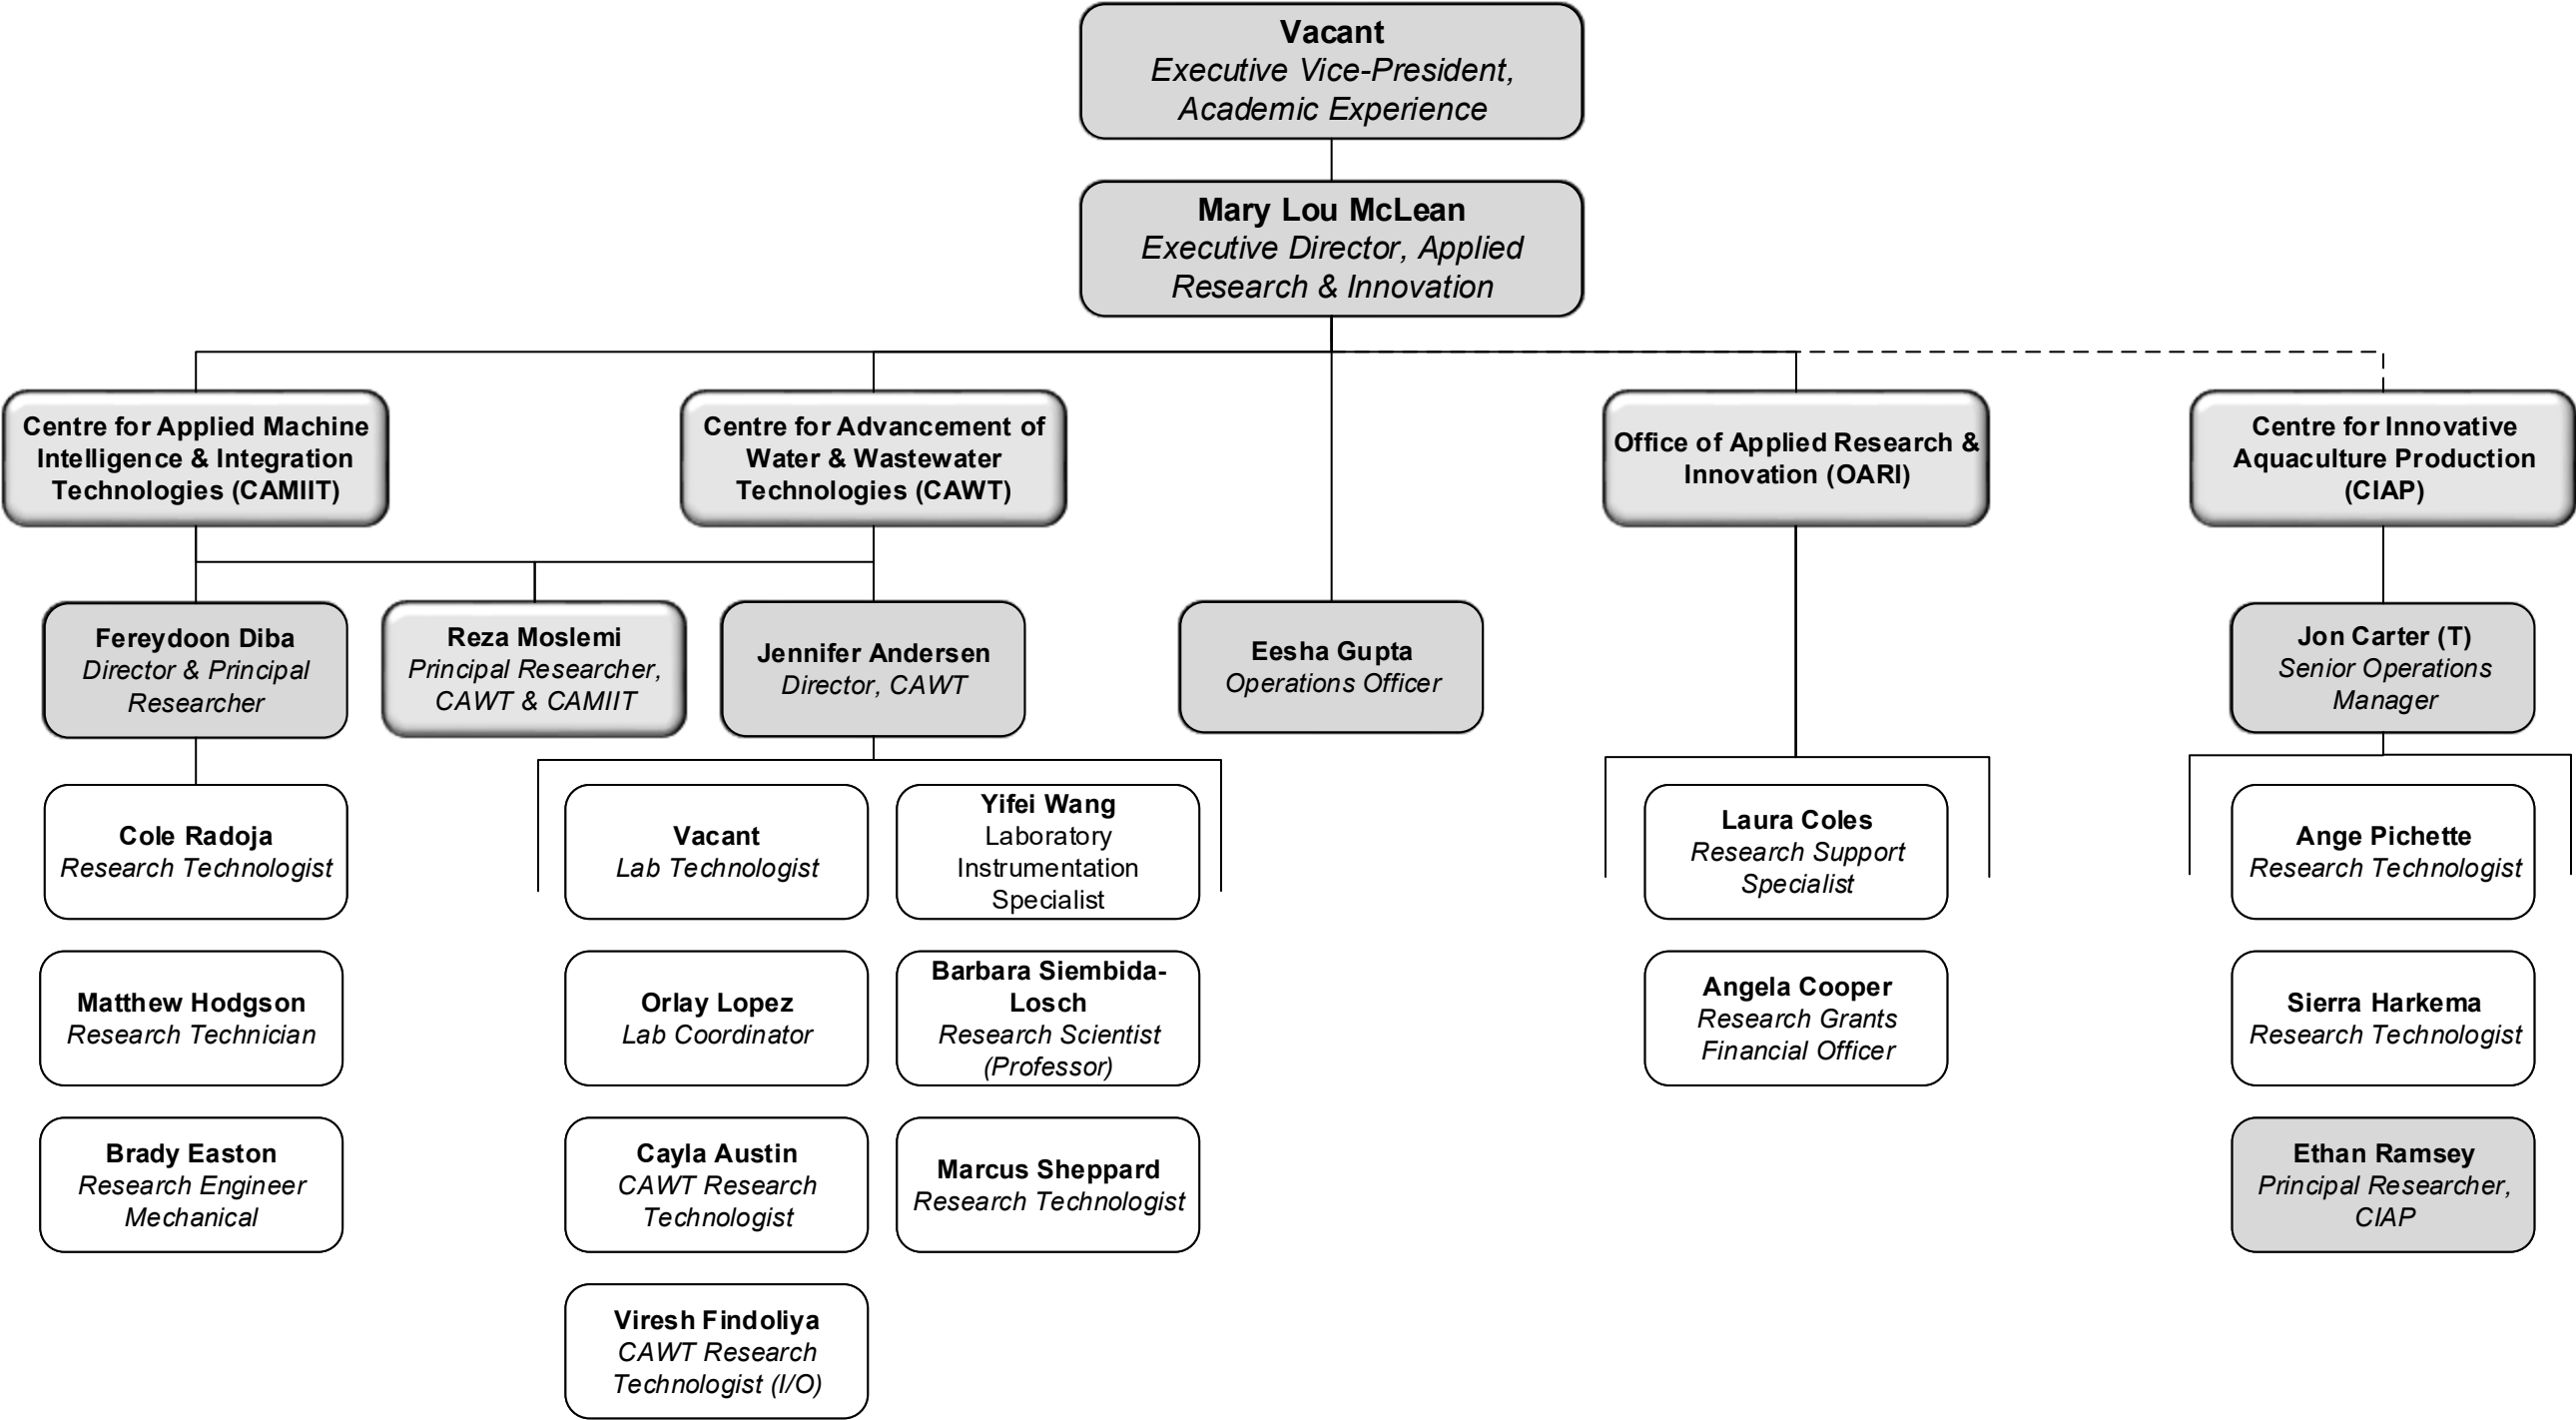 Vacant
Executive Vice-President,
Academic Experience
Mary Lou McLean
Executive Director, Applied
Research & Innovation
Centre for Applied Machine
Intelligence & Integration
Technologies (CAMIIT)
Centre for Advancement of
Water & Wastewater
Technologies (CAWT)
Office of Applied Research &
Innovation (OARI)
Centre for Innovative
Aquaculture Production
(CIAP)
Fereydoon Diba
Director & Principal
Researcher
Reza Moslemi
Principal Researcher,
CAWT & CAMIIT
Jennifer Andersen
Director, CAWT
Eesha Gupta
Operations Officer
Jon Carter (T)
Senior Operations
Manager
Cole Radoja
Research Technologist
Vacant
Lab Technologist
Yifei Wang
Laboratory
Instrumentation
Specialist
Laura Coles
Research Support
Specialist
Ange Pichette
Research Technologist
Matthew Hodgson
Research Technician
Orlay Lopez
Lab Coordinator
Barbara Siembida-
Losch
Research Scientist
(Professor)
Angela Cooper
Research Grants
Financial Officer
Sierra Harkema
Research Technologist
Brady Easton
Research Engineer
Mechanical
Cayla Austin
CAWT Research
Technologist
Marcus Sheppard
Research Technologist
Ethan Ramsey
Principal Researcher,
CIAP
Viresh Findoliya
CAWT Research
Technologist (I/O)